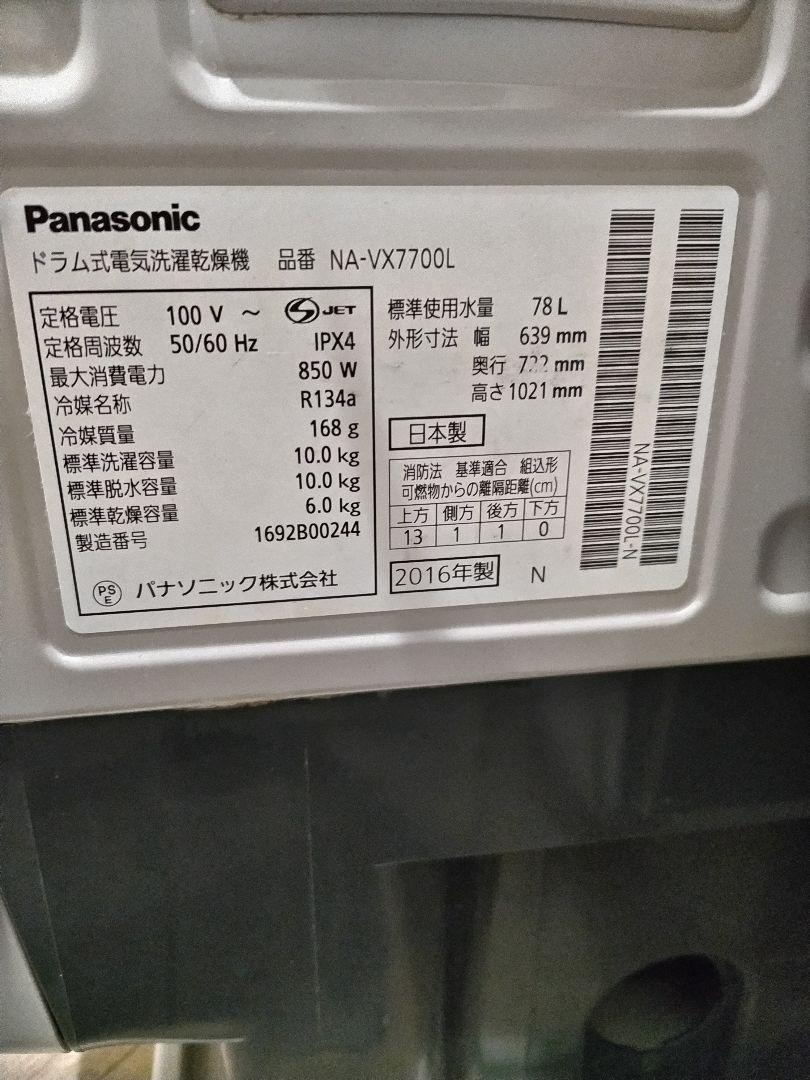 Panasonic
ドラム式電気洗濯乾燥機 品番 NA-VX7700L
定格電圧 100 V ～ S JET
定格周波数 50/60 Hz IPX4
最大消費電力 850 W
冷媒名称 R134a
冷媒質量 168 g
標準洗濯容量 10.0 kg
標準脱水容量 10.0 kg
標準乾燥容量 6.0 kg
製造番号 1692B00244
PS E パナソニック株式会社
標準使用水量 78 L
外形寸法 幅 639 mm
奥行 722 mm
高さ 1021 mm
日本製
消防法 基準適合 組込形
可燃物からの離隔距離(cm)
上方 側方 後方 下方
13 1 1 0
2016年製 N
NA-VX7700L-N